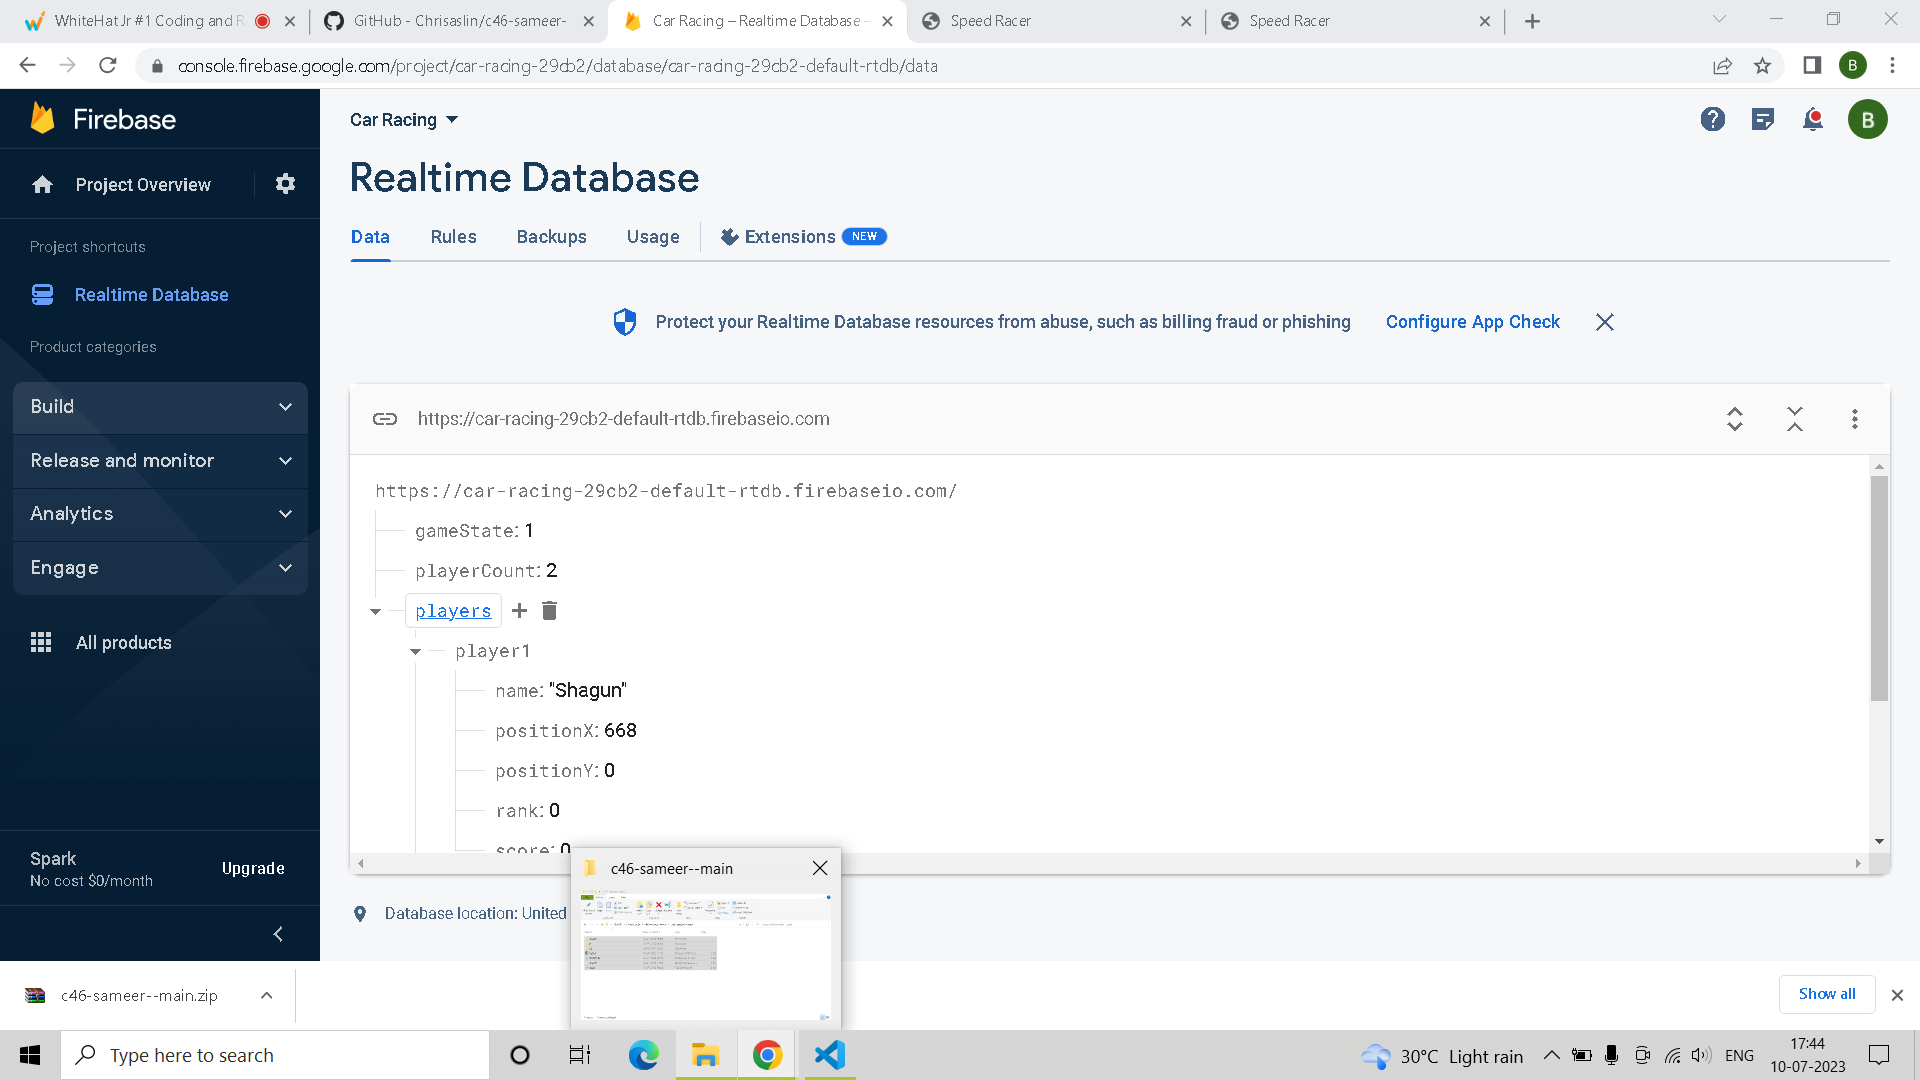 WhiteHat Jr #1 Coding and R
GitHub - Chrisaslin/c46-sameer-
Car Racing – Realtime Database –
Speed Racer
Speed Racer
console.firebase.google.com/project/car-racing-29cb2/database/car-racing-29cb2-default-rtdb/data
B
Firebase
Car Racing
B
Project Overview
Realtime Database
Project shortcuts
Data
Rules
Backups
Usage
Extensions
NEW
Realtime Database
Product categories
Protect your Realtime Database resources from abuse, such as billing fraud or phishing
Configure App Check
Build
Release and monitor
Analytics
Engage
All products
https://car-racing-29cb2-default-rtdb.firebaseio.com
https://car-racing-29cb2-default-rtdb.firebaseio.com/
gameState: 1
playerCount: 2
players
player1
name: "Shagun"
positionX: 668
positionY: 0
rank: 0
score: 0
Spark
No cost $0/month
Upgrade
c46-sameer--main
Database location: United
c46-sameer--main.zip
Show all
Type here to search
30°C Light rain
ENG
17:44
10-07-2023